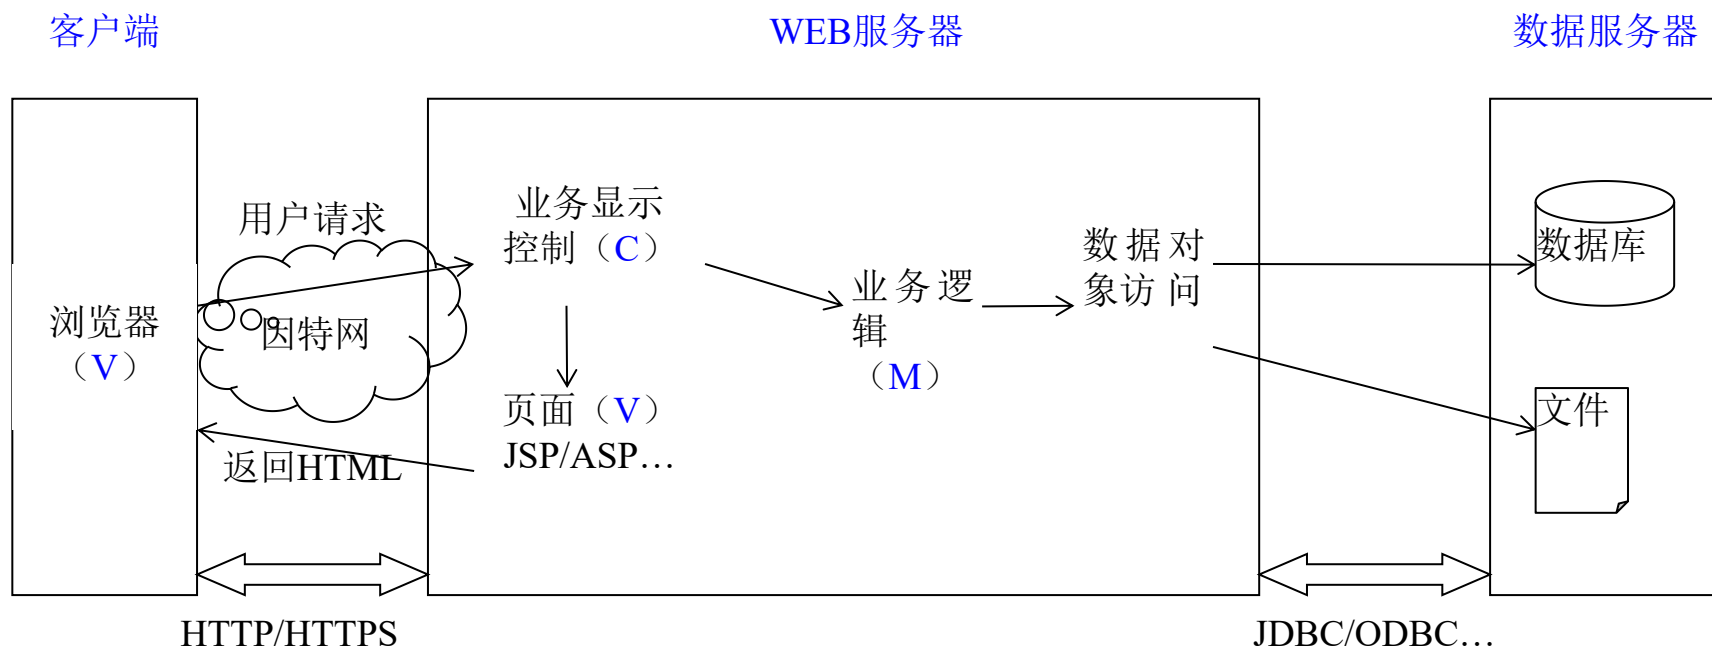 客户端
WEB服务器
数据服务器
用户请求
业务显示
控制（C）
数据对
象访问
数据库
浏览器
（V）
因特网
业务逻
辑
（M）
页面（V）
JSP/ASP…
文件
返回HTML
HTTP/HTTPS
JDBC/ODBC…